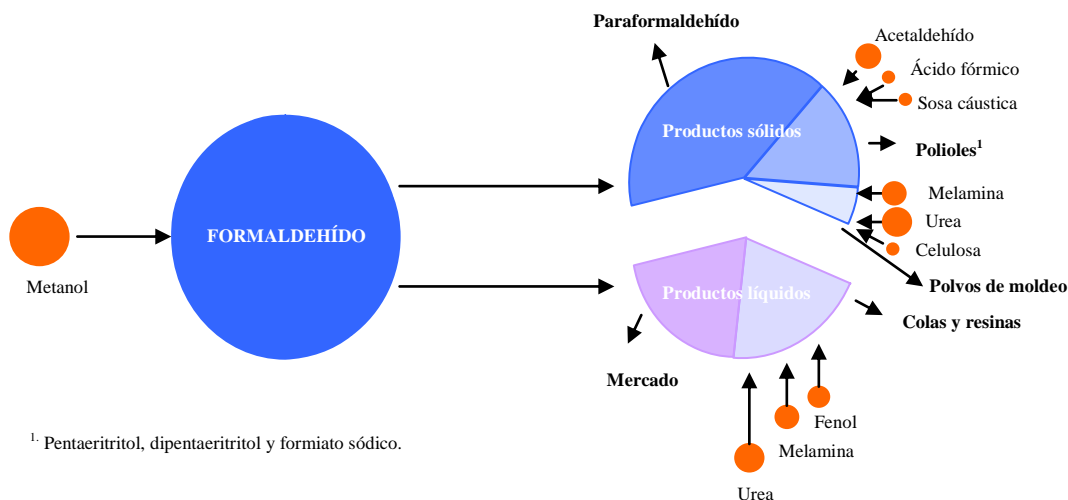 Paraformaldehído
Acetaldehído
Ácido fórmico
Sosa cáustica
Productos sólidos
Polioles¹
Melamina
Urea
Celulosa
FORMALDEHÍDO
Metanol
Polvos de moldeo
Productos líquidos
Colas y resinas
Mercado
Fenol
Melamina
Urea
1. Pentaeritritol, dipentaeritritol y formiato sódico.